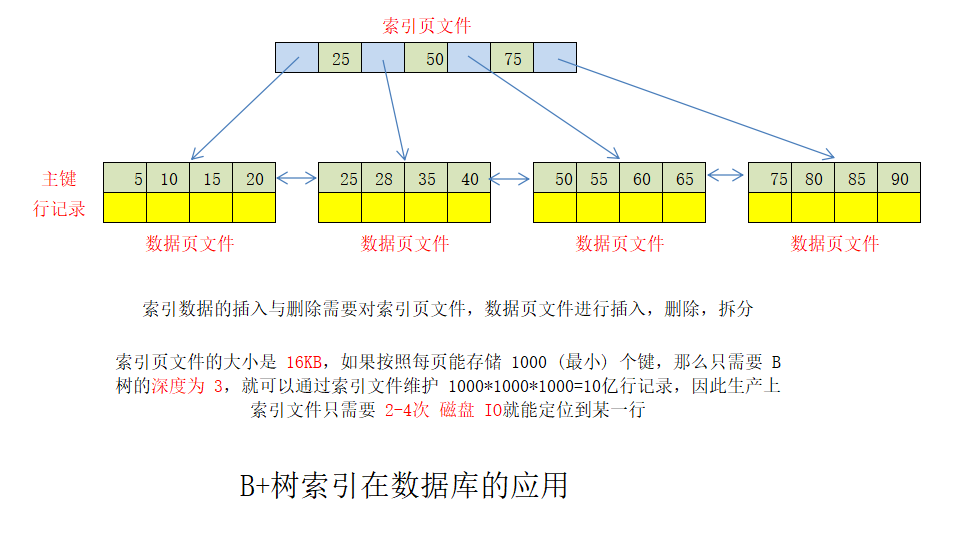 索引页文件
25 50 75
主键 5 10 15 20 25 28 35 40 50 55 60 65 75 80 85 90
行记录
数据页文件 数据页文件 数据页文件 数据页文件
索引数据的插入与删除需要对索引页文件，数据页文件进行插入，删除，拆分
索引页文件的大小是 16KB，如果按照每页能存储 1000 (最小) 个键，那么只需要 B
树的深度为 3，就可以通过索引文件维护 1000*1000*1000=10亿行记录，因此生产上
索引文件只需要 2-4次 磁盘 IO就能定位到某一行
B+树索引在数据库的应用